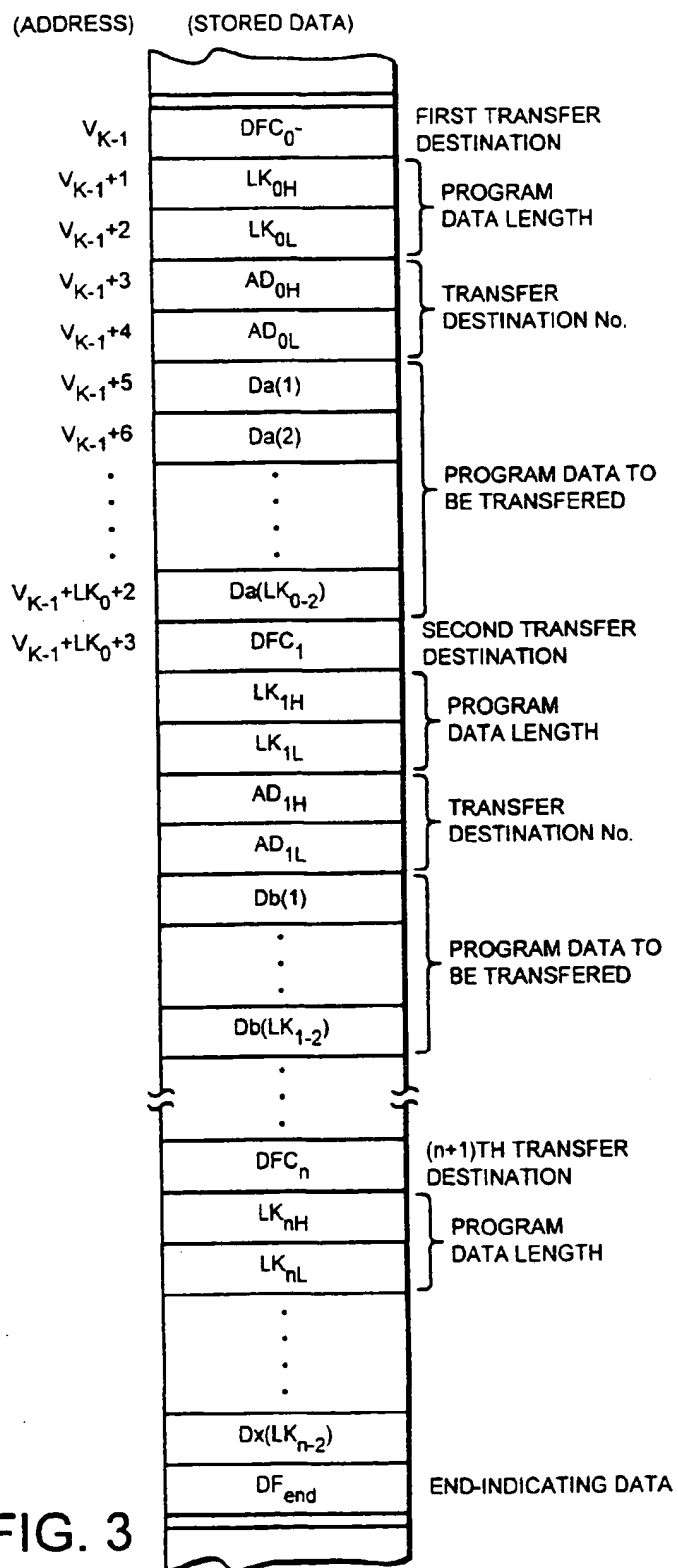 (ADDRESS) (STORED DATA)
V_{K-1} DFC_0- FIRST TRANSFER
DESTINATION
V_{K-1}+1 LK_{0H} PROGRAM
DATA LENGTH
V_{K-1}+2 LK_{0L}
V_{K-1}+3 AD_{0H} TRANSFER
DESTINATION No.
V_{K-1}+4 AD_{0L}
V_{K-1}+5 Da(1)
V_{K-1}+6 Da(2)
PROGRAM DATA TO
BE TRANSFERED
V_{K-1}+LK_0+2 Da(LK_{0-2})
V_{K-1}+LK_0+3 DFC_1 SECOND TRANSFER
DESTINATION
LK_{1H} PROGRAM
DATA LENGTH
LK_{1L}
AD_{1H} TRANSFER
DESTINATION No.
AD_{1L}
Db(1)
PROGRAM DATA TO
BE TRANSFERED
Db(LK_{1-2})
DFC_n (n+1)TH TRANSFER
DESTINATION
LK_{nH} PROGRAM
DATA LENGTH
LK_{nL}
Dx(LK_{n-2})
DF_{end} END-INDICATING DATA
FIG. 3